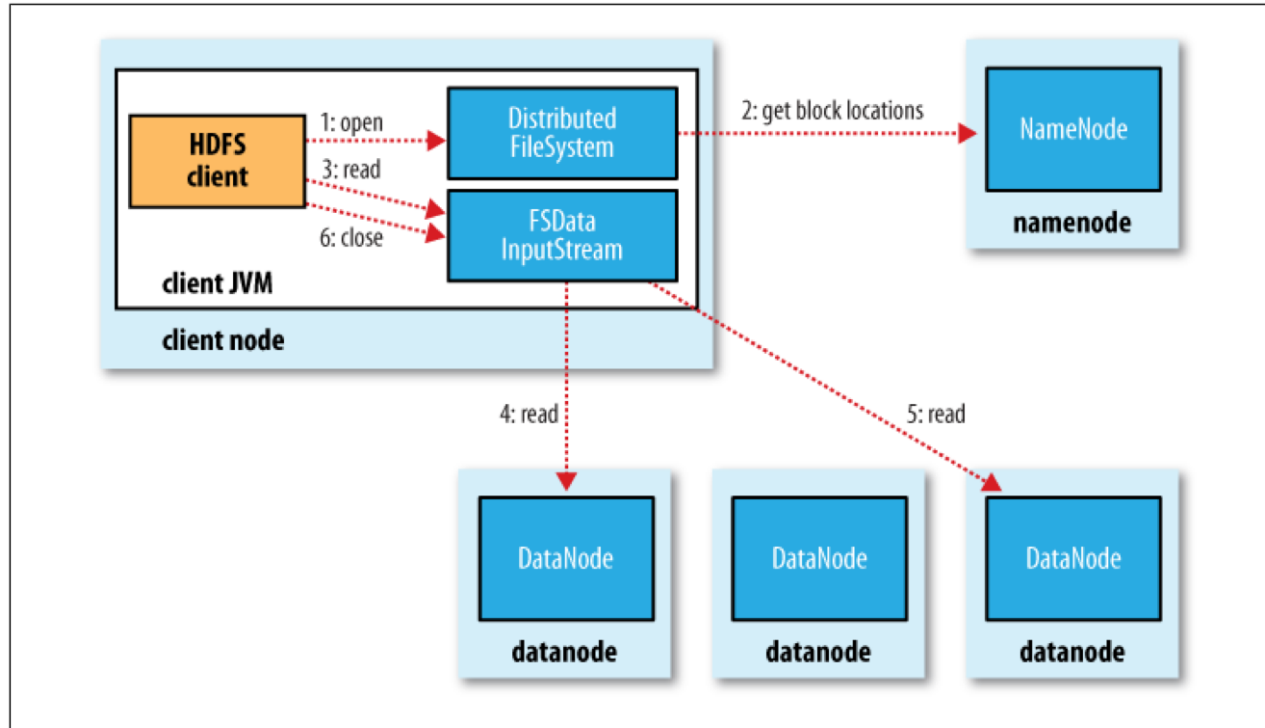 HDFS
client
1: open
3: read
6: close
Distributed
FileSystem
FSData
InputStream
client JVM
client node
2: get block locations
NameNode
namenode
4: read
5: read
DataNode
datanode
DataNode
datanode
DataNode
datanode